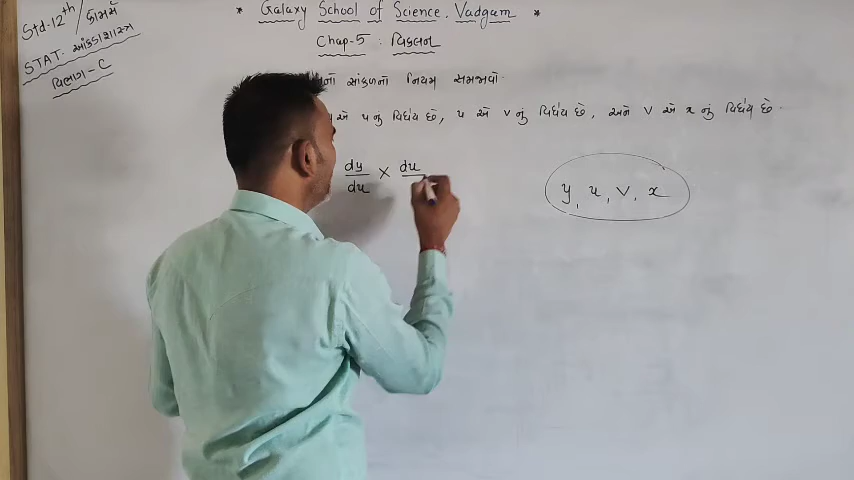 * Galaxy School of Science, Vadgam *
Std-12th / કોમર્સ
STAT- આંકડાશાસ્ત્ર
વિભાગ - C
Chap-5 : વિકલન
સાંકળનો નિયમ સમજાવો.
એ u નું વિધેય છે, u એ v નું વિધેય છે, અને v એ x નું વિધેય છે.
dy/du × du
y, u, v, x